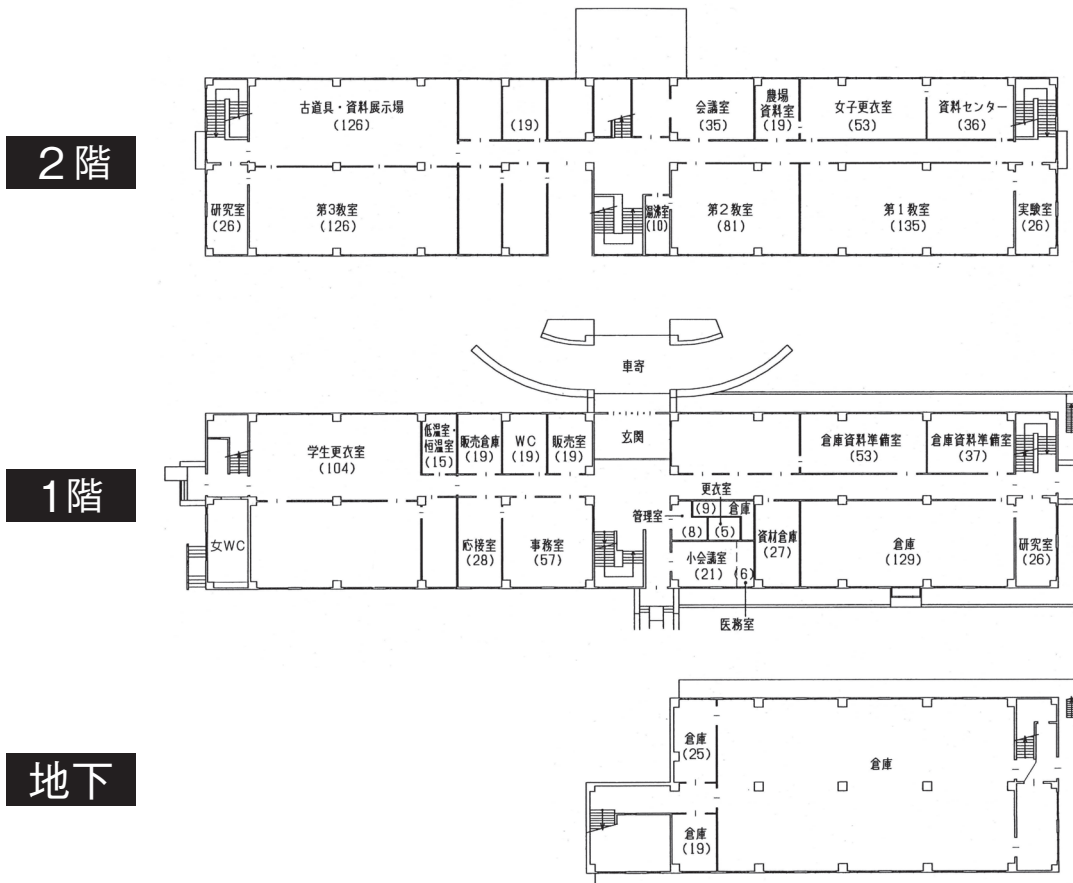 2階
古道具・資料展示場
(126)
(19)
会議室
(35)
農場
資料室
(19)
女子更衣室
(53)
資料センター
(36)
研究室
(26)
第3教室
(126)
湯沸室
(10)
第2教室
(81)
第1教室
(135)
実験室
(26)
車寄
1階
学生更衣室
(104)
低温室・
恒温室
(15)
販売倉庫
(19)
WC
(19)
販売室
(19)
玄関
倉庫資料準備室
(53)
倉庫資料準備室
(37)
更衣室
(9)
倉庫
管理室
(8)
(5)
女WC
応接室
(28)
事務室
(57)
小会議室
(21)
(6)
資材倉庫
(27)
倉庫
(129)
研究室
(26)
医務室
地下
倉庫
(25)
倉庫
倉庫
(19)